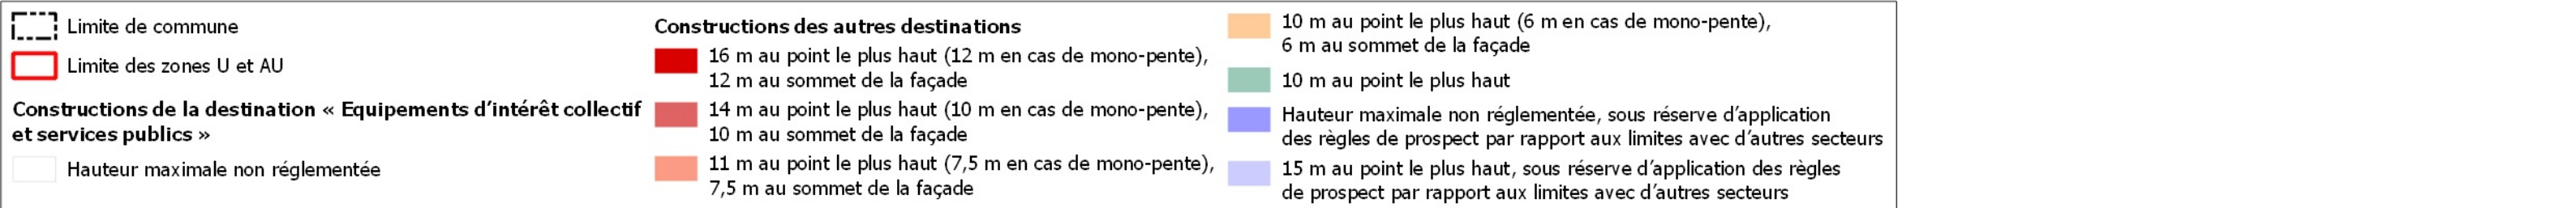 Limite de commune
Limite des zones U et AU
Constructions de la destination « Equipements d’intérêt collectif
et services publics »
Hauteur maximale non réglementée
Constructions des autres destinations
16 m au point le plus haut (12 m en cas de mono-pente),
12 m au sommet de la façade
14 m au point le plus haut (10 m en cas de mono-pente),
10 m au sommet de la façade
11 m au point le plus haut (7,5 m en cas de mono-pente),
7,5 m au sommet de la façade
10 m au point le plus haut (6 m en cas de mono-pente),
6 m au sommet de la façade
10 m au point le plus haut
Hauteur maximale non réglementée, sous réserve d’application
des règles de prospect par rapport aux limites avec d’autres secteurs
15 m au point le plus haut, sous réserve d’application des règles
de prospect par rapport aux limites avec d’autres secteurs